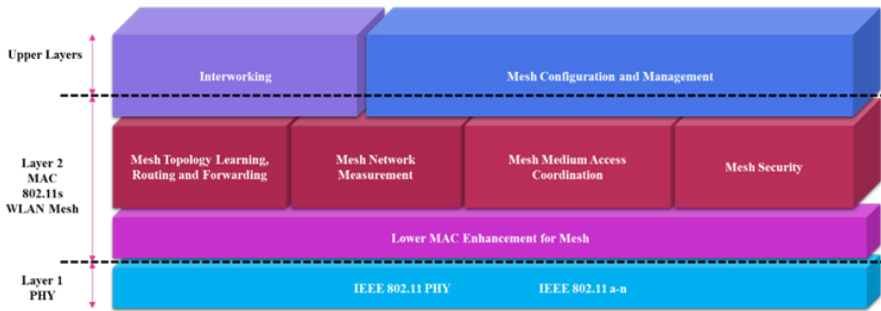 Upper Layers
Interworking
Mesh Configuration and Management
Layer 2
MAC
802.11s
WLAN Mesh
Mesh Topology Learning,
Routing and Forwarding
Mesh Network
Measurement
Mesh Medium Access
Coordination
Mesh Security
Lower MAC Enhancement for Mesh
Layer 1
PHY
IEEE 802.11 PHY
IEEE 802.11 a-n